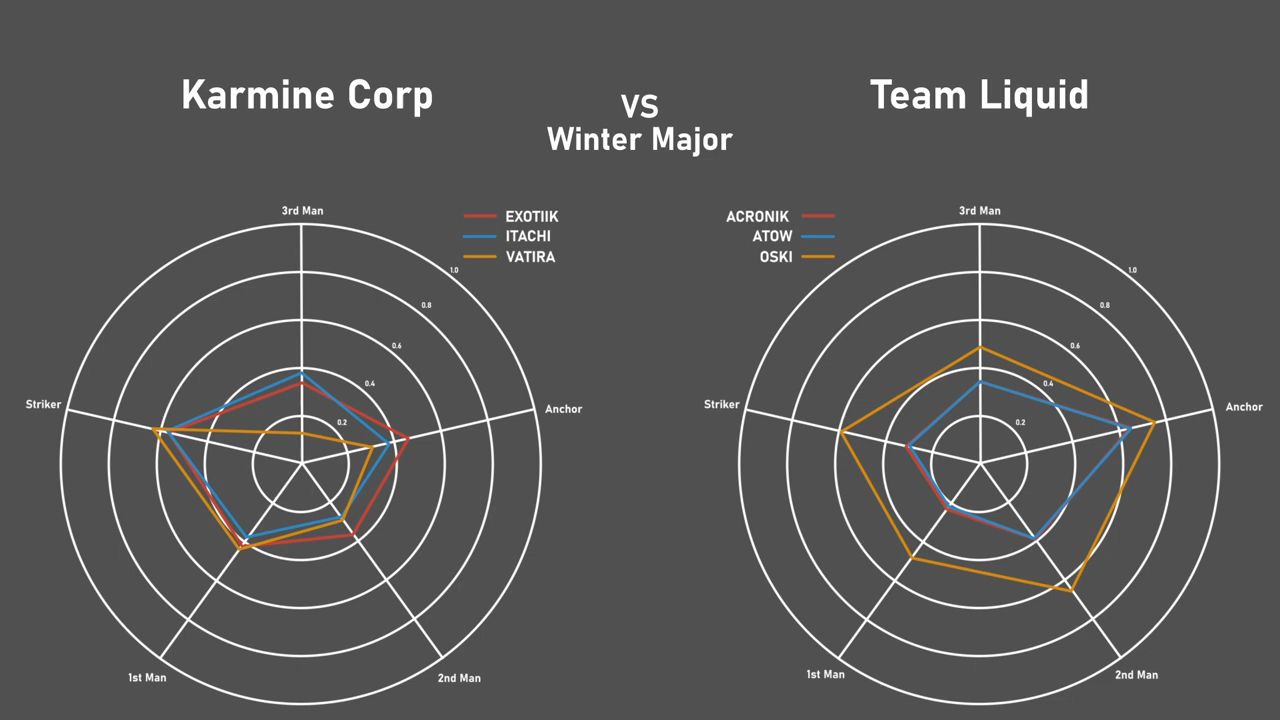 Karmine Corp
VS
Winter Major
Team Liquid
3rd Man
EXOTIIK
ITACHI
VATIRA
1.0
0.8
0.6
0.4
0.2
Striker
Anchor
1st Man
2nd Man
3rd Man
ACRONIK
ATOW
OSKI
1.0
0.8
0.6
0.4
0.2
Striker
Anchor
1st Man
2nd Man